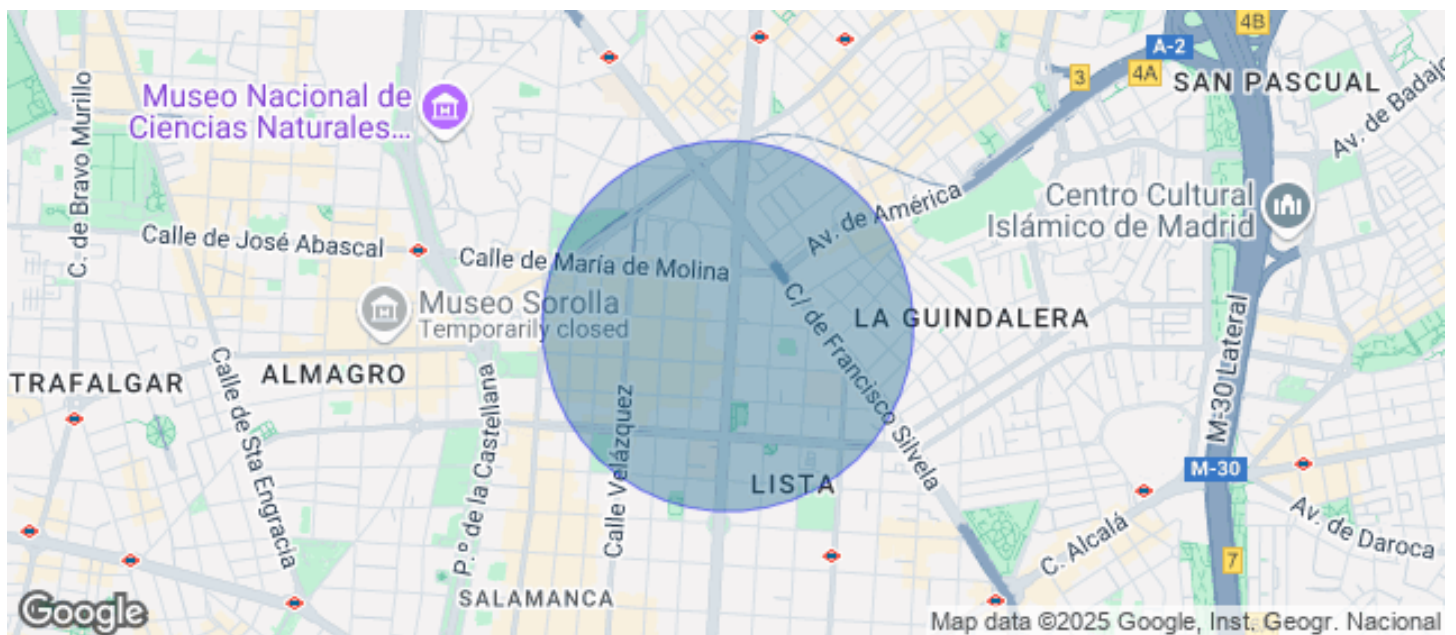 4B
A-2
3
4A
SAN PASCUAL
Av. de Badajo
Museo Nacional de
Ciencias Naturales...
C. de Bravo Murillo
Centro Cultural
Islámico de Madrid
Av. de América
Calle de José Abascal
Calle de María de Molina
Museo Sorolla
Temporarily closed
C/ de Francisco Silvela
LA GUINDALERA
M-30 Lateral
TRAFALGAR
ALMAGRO
Calle de Sta Engracia
P.º de la Castellana
Calle Velázquez
LISTA
M-30
C. Alcalá
Av. de Daroca
7
SALAMANCA
Google
Map data ©2025 Google, Inst. Geogr. Nacional